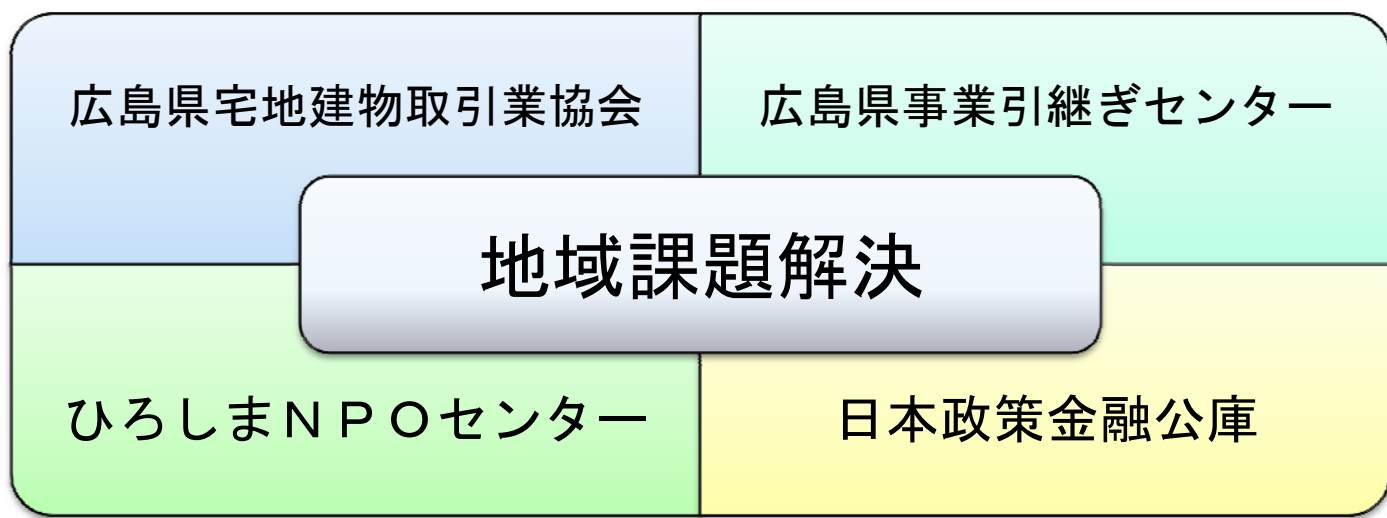 広島県宅地建物取引業協会
広島県事業引継ぎセンター
地域課題解決
ひろしまＮＰＯセンター
日本政策金融公庫